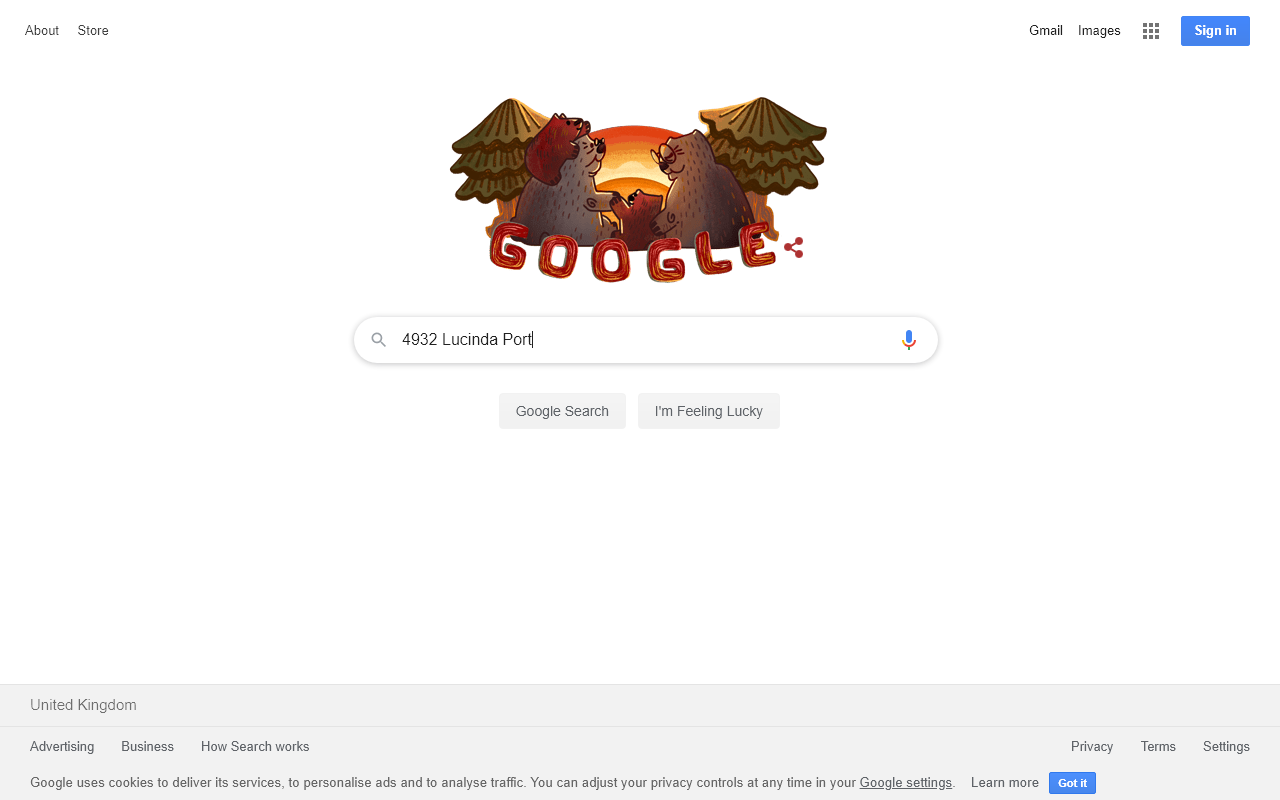 About Store Gmail Images Sign in
GOOGLE
4932 Lucinda Port
Google Search I'm Feeling Lucky
United Kingdom
Advertising Business How Search works Privacy Terms Settings
Google uses cookies to deliver its services, to personalise ads and to analyse traffic. You can adjust your privacy controls at any time in your Google settings. Learn more Got it